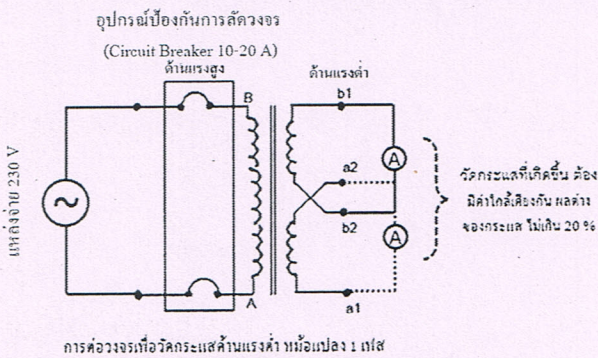 อุปกรณ์ป้องกันการลัดวงจร
(Circuit Breaker 10-20 A)
ด้านแรงสูง
ด้านแรงต่ำ
แหล่งจ่าย 230 V
B
A
b1
a2
b2
a1
A
A
วัดกระแสที่เกิดขึ้น ต้อง
มีค่าใกล้เคียงกัน ผลต่าง
ของกระแส ไม่เกิน 20 %
การต่อวงจรเพื่อวัดกระแสด้านแรงต่ำ หม้อแปลง 1 เฟส